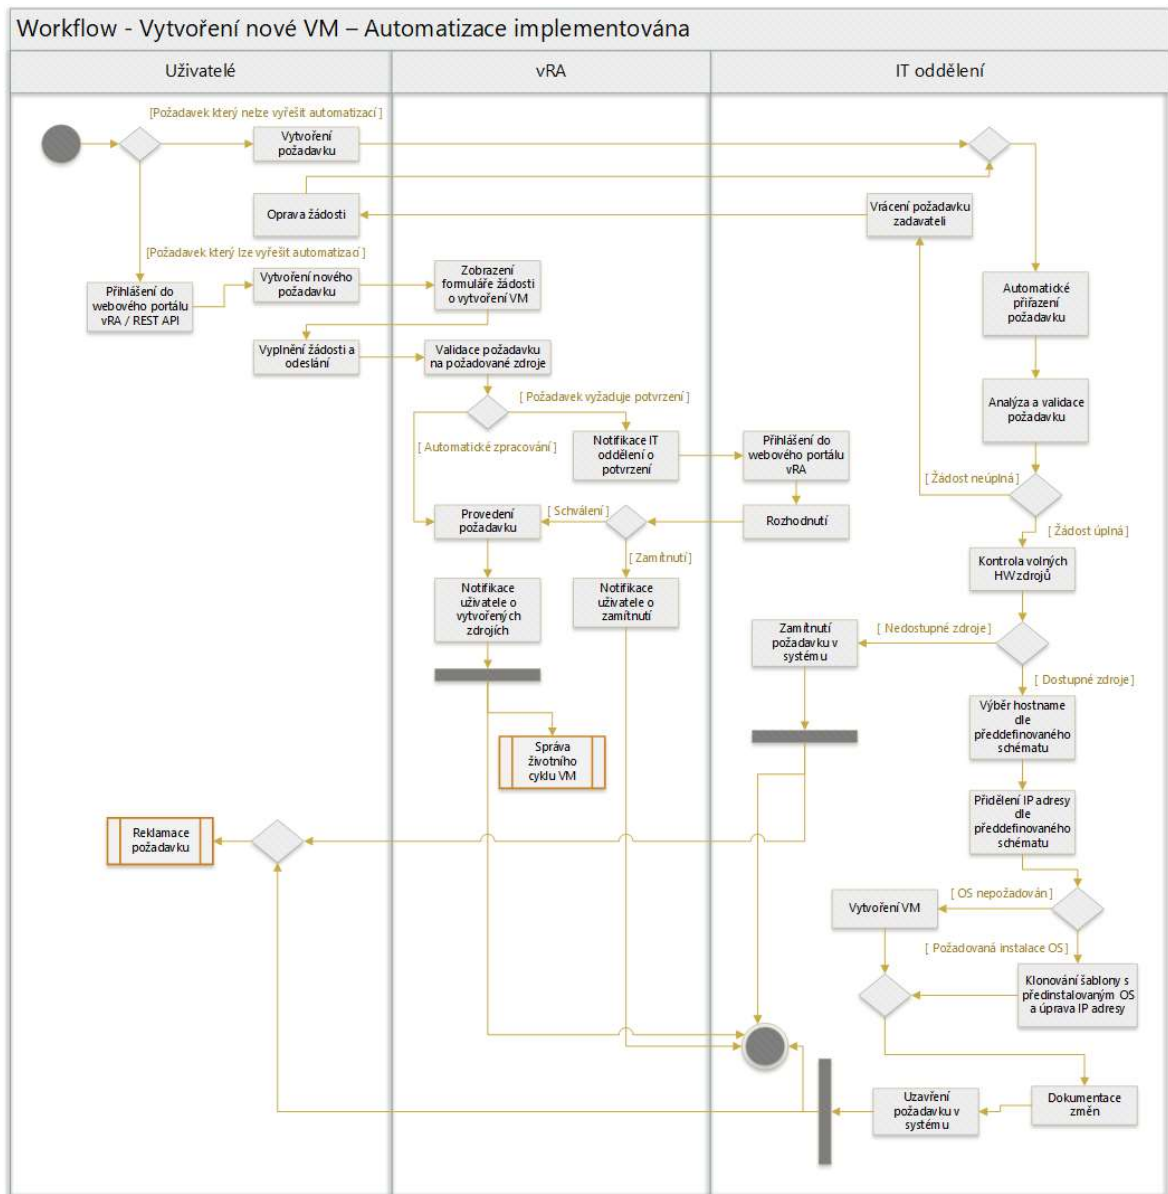 Workflow - Vytvoření nové VM – Automatizace implementována
Uživatelé
vRA
IT oddělení
[Požadavek který nelze vyřešit automatizací ]
Vytvoření
požadavku
Oprava žádosti
Vrácení požadavku
zadavateli
[Požadavek který lze vyřešit automatizací]
Přihlášení do
webového portálu
vRA / REST API
Vytvoření nového
požadavku
Zobrazení
formuláře žádosti
o vytvoření VM
Automatické
přiřazení
požadavku
Vyplnění žádosti a
odeslání
Validace požadavku
na požadované zdroje
Analýza a validace
požadavku
[ Požadavek vyžaduje potvrzení ]
[ Automatické zpracování ]
Notifikace IT
oddělení o
potvrzení
Přihlášení do
webového portálu
vRA
[ Žádost neúplná ]
Provedení
požadavku
[ Schválení ]
Rozhodnutí
[ Žádost úplná ]
[ Zamítnutí ]
Kontrola volných
HW zdrojů
Notifikace
uživatele o
vytvořených
zdrojích
Notifikace
uživatele o
zamítnutí
Zamítnutí
požadavku v
systému
[ Nedostupné zdroje ]
[ Dostupné zdroje ]
Výběr hostname
dle
předdefinovaného
schématu
Správa
životního
cyklu VM
Přidělení IP adresy
dle
předdefinovaného
schématu
Reklamace
požadavku
[ OS nepožadován ]
Vytvoření VM
[ Požadovaná instalace OS ]
Klonování šablony s
předinstalovaným OS
a úprava IP adresy
Uzavření
požadavku v
systému
Dokumentace
změn